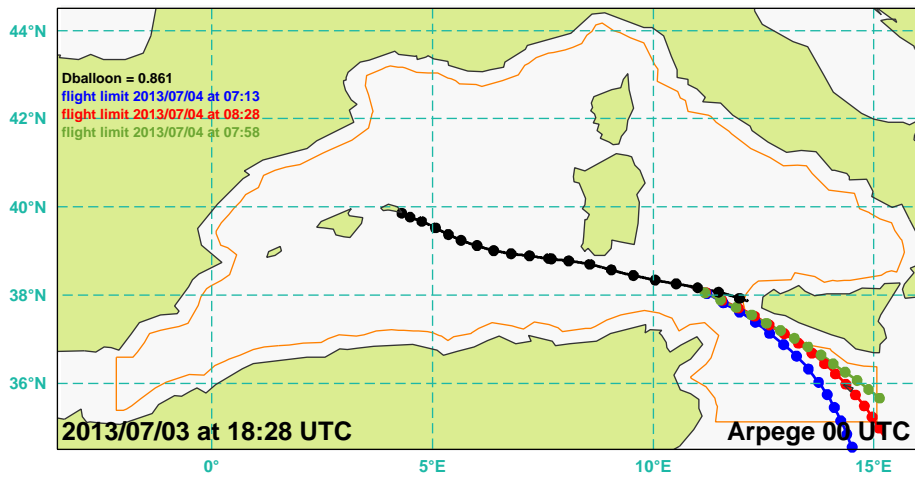 44°N
Dballoon = 0.861
flight limit 2013/07/04 at 07:13
flight limit 2013/07/04 at 08:28
42°N
flight limit 2013/07/04 at 07:58
40°N
38°N
36°N
2013/07/03 at 18:28 UTC
Arpege 00 UTC
0°
5°E
10°E
15°E